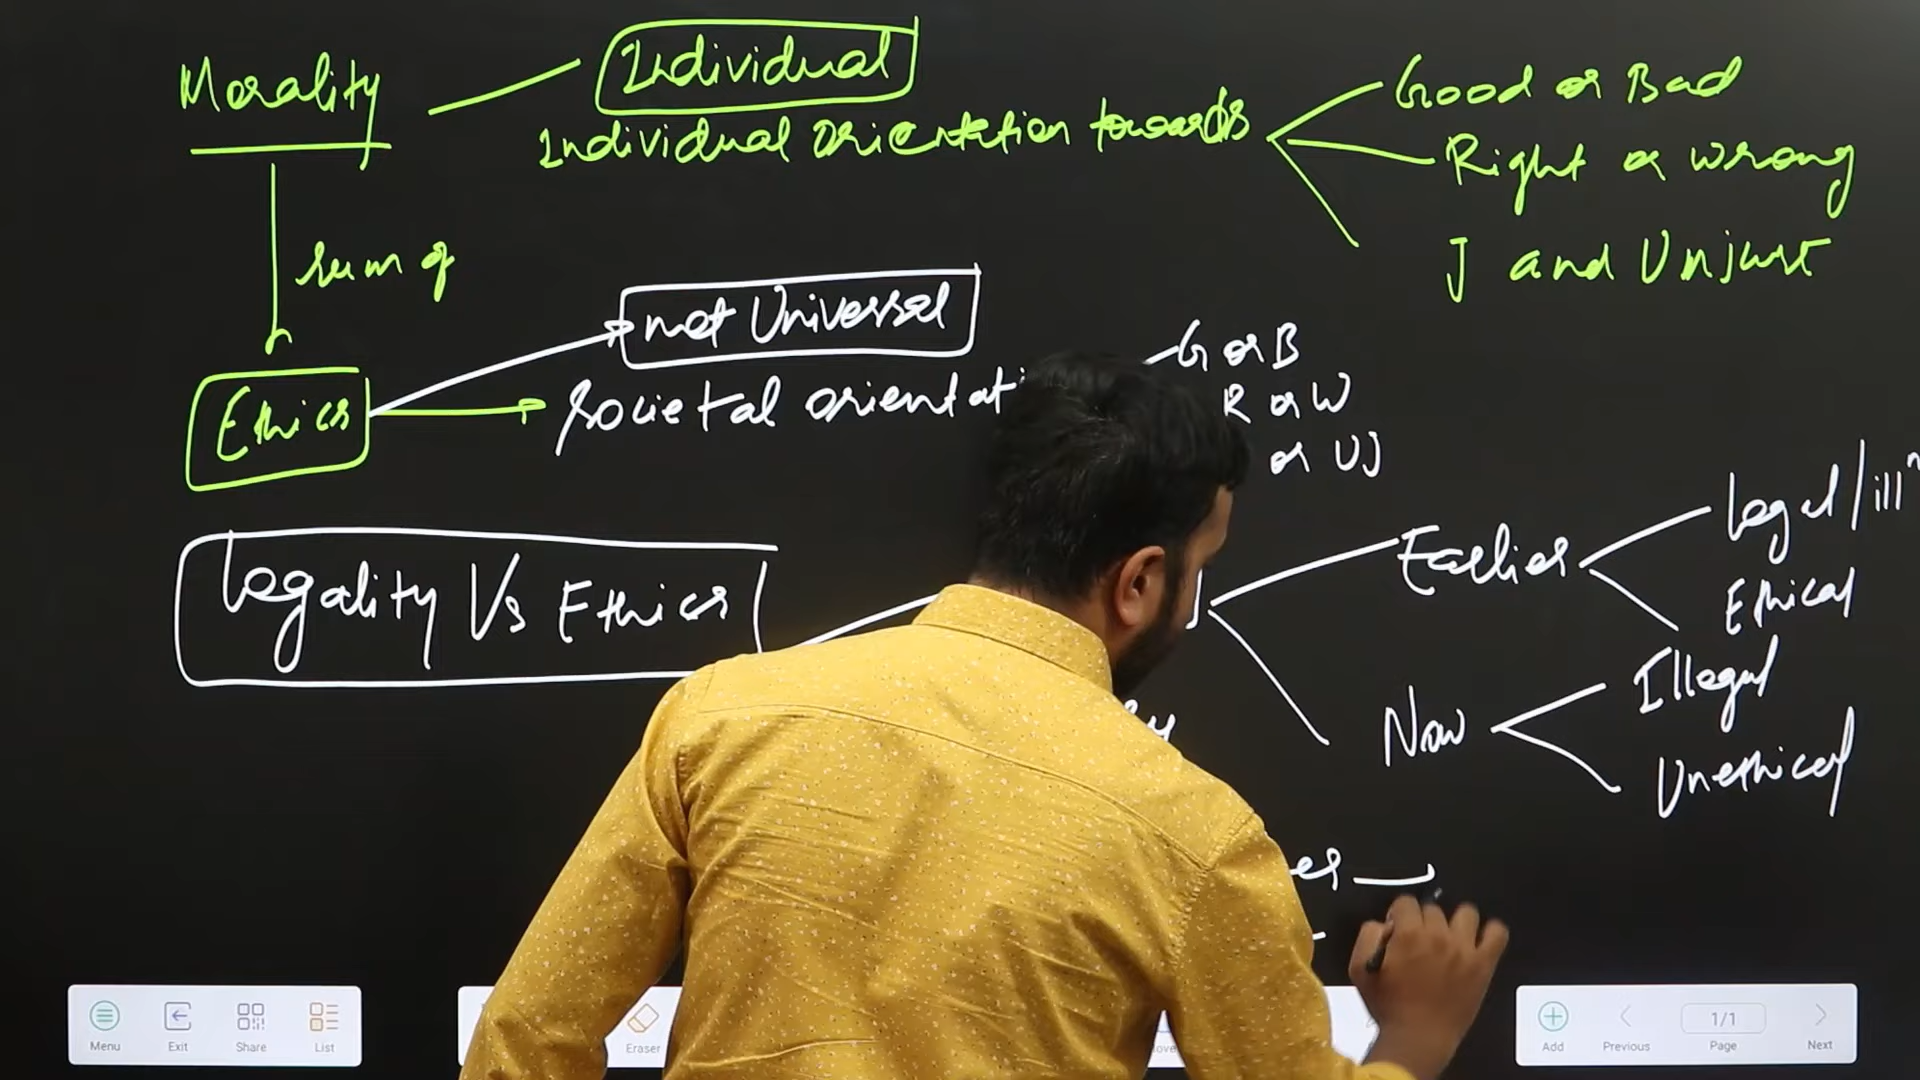 Morality
Individual
Individual orientation towards
Good or Bad
Right or wrong
J and Unjust
sum of
Ethics
not Universal
Societal orientati
G or B
R or W
or UJ
Legality Vs Ethics
Earlier
Legal/ill
Ethical
Now
Illegal
Unethical
er
Menu
Exit
Share
List
Eraser
Add
Previous
1/1
Page
Next